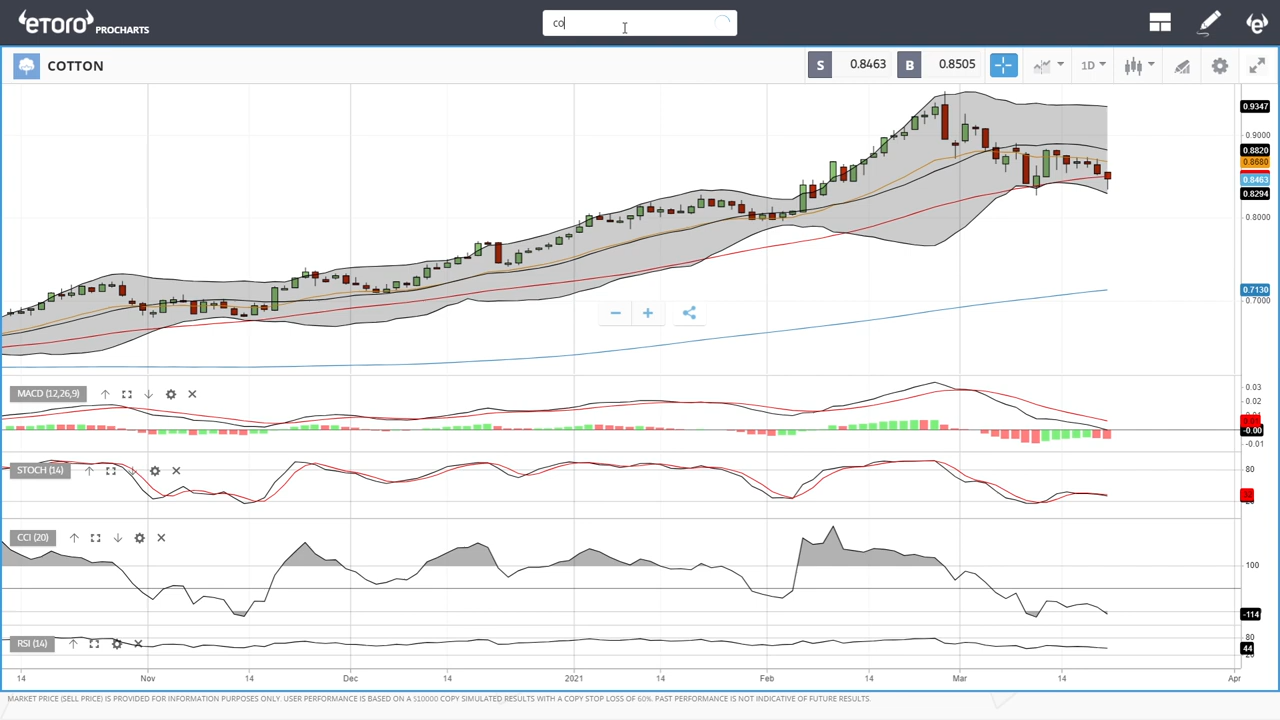 eTORO PROCHARTS
co
COTTON
S 0.8463 B 0.8505 1D
0.9347
0.9000
0.8820
0.8680
0.8463
0.8294
0.8000
0.7130
0.7000
MACD (12,26,9)
0.03
0.02
-0.00
-0.01
STOCH (14)
80
CCI (20)
100
-114
RSI (14)
80
44
14 Nov 14 Dec 14 2021 14 Feb 14 Mar 14 Apr
MARKET PRICE (SELL PRICE) IS PROVIDED FOR INFORMATION PURPOSES ONLY. USER PERFORMANCE IS BASED ON A $10000 COPY SIMULATED RESULTS WITH A COPY STOP LOSS OF 60%. PAST PERFORMANCE IS NOT INDICATIVE OF FUTURE RESULTS.